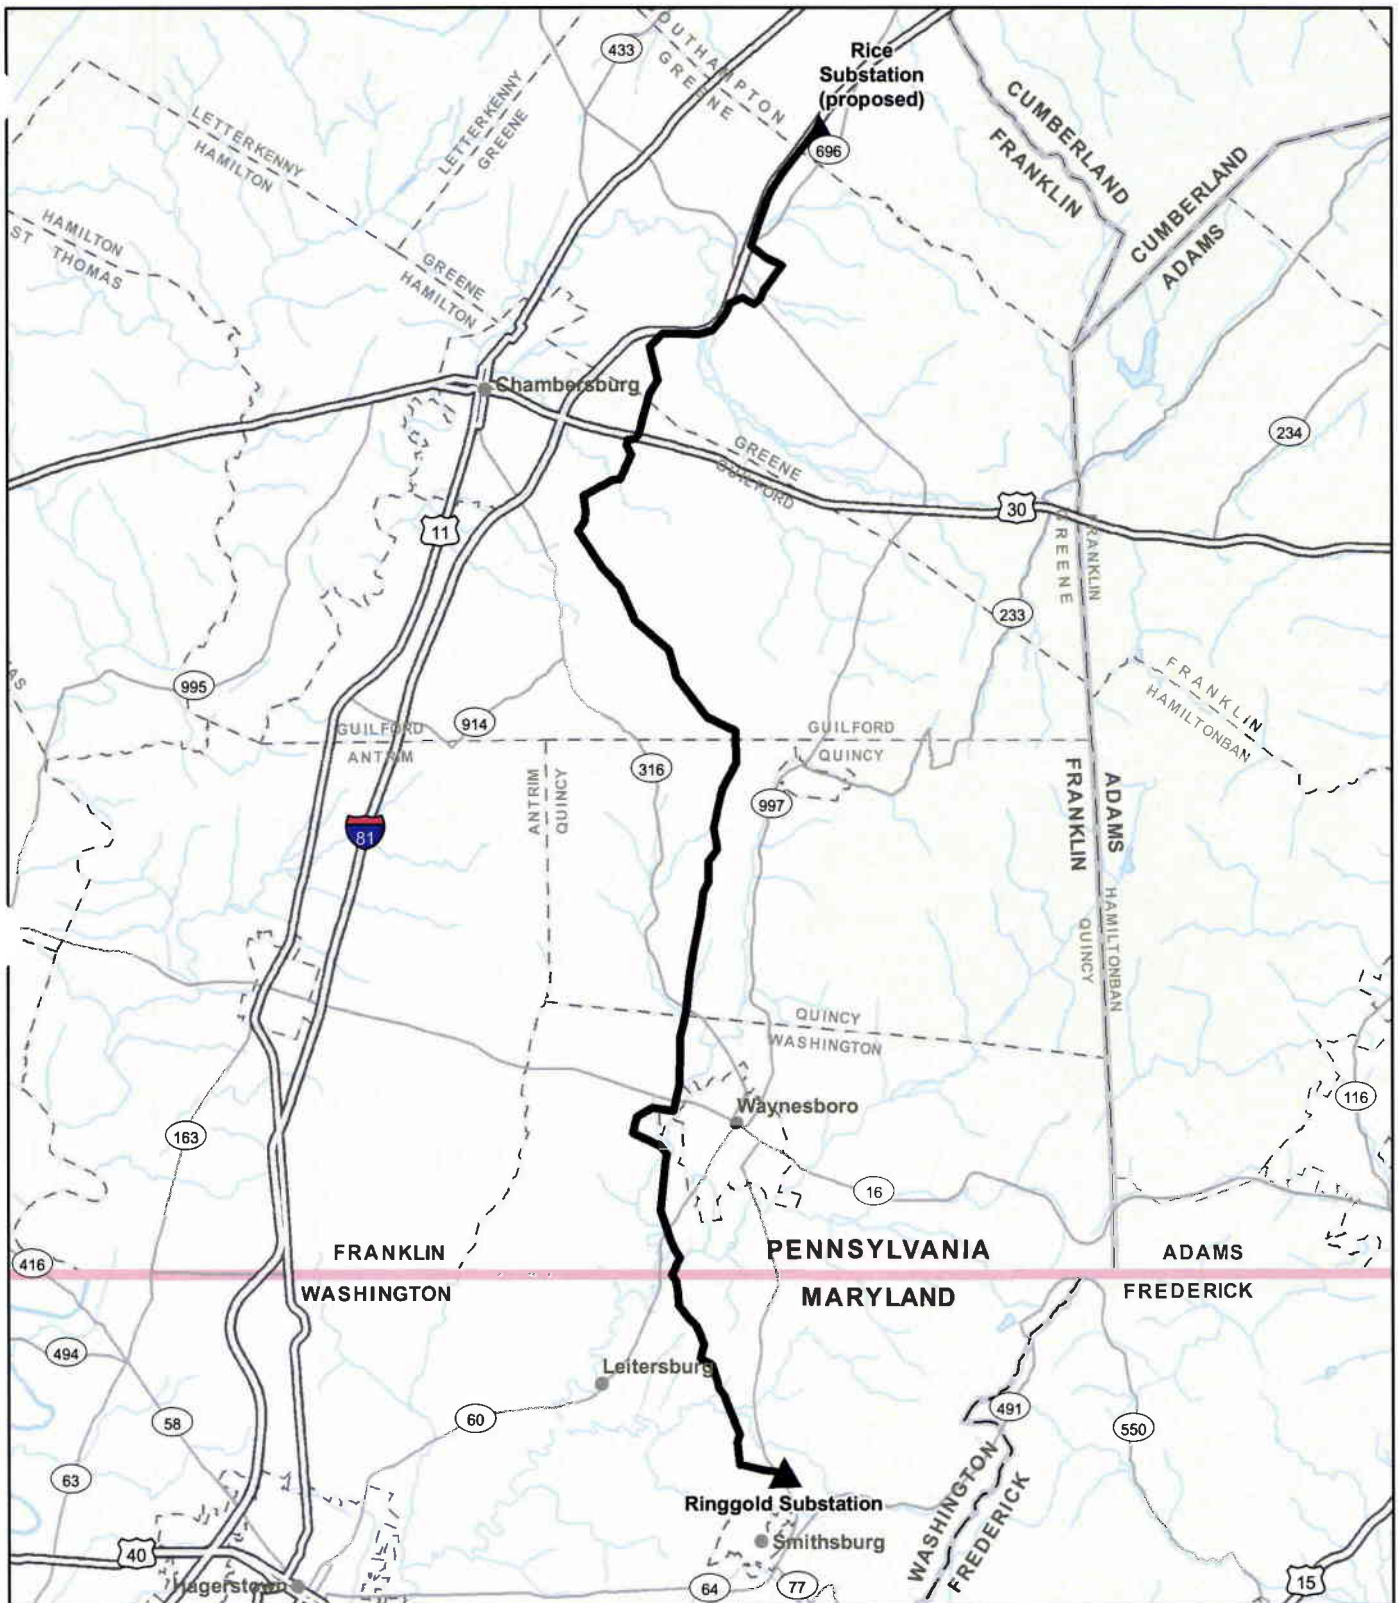 433
SOUTHAMPTON
GREENE
Rice
Substation
(proposed)
696
CUMBERLAND
FRANKLIN
CUMBERLAND
ADAMS
LETTERKENNY
HAMILTON
LETTERKENNY
GREENE
HAMILTON
ST THOMAS
GREENE
HAMILTON
Chambersburg
234
GREENE
GUILFORD
11
30
GREENE
FRANKLIN
233
FRANKLIN
HAMILTONBAN
AS
995
914
GUILFORD
ANTRIM
GUILFORD
QUINCY
316
ANTRIM
QUINCY
997
81
FRANKLIN
ADAMS
QUINCY
HAMILTONBAN
QUINCY
WASHINGTON
116
Waynesboro
163
16
FRANKLIN
PENNSYLVANIA
ADAMS
416
WASHINGTON
MARYLAND
FREDERICK
494
Leitersburg
58
60
491
550
63
WASHINGTON
FREDERICK
Ringgold Substation
Smithsburg
40
Hagerstown
64
77
15